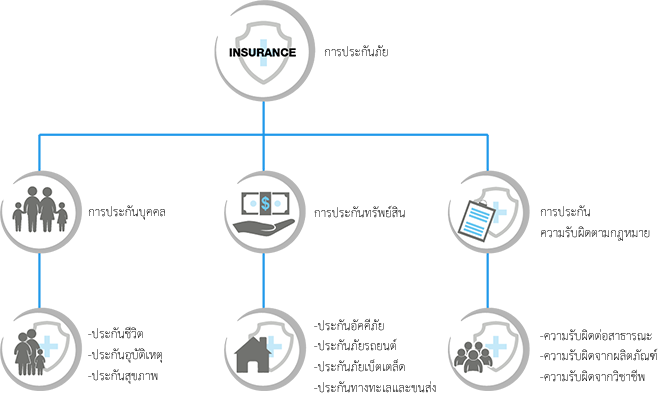 INSURANCE
การประกันภัย
การประกันบุคคล
การประกันทรัพย์สิน
การประกัน
ความรับผิดตามกฎหมาย
-ประกันชีวิต
-ประกันอุบัติเหตุ
-ประกันสุขภาพ
-ประกันอัคคีภัย
-ประกันภัยรถยนต์
-ประกันภัยเบ็ตเตล็ด
-ประกันทางทะเลและขนส่ง
-ความรับผิดต่อสาธารณะ
-ความรับผิดจากผลิตภัณฑ์
-ความรับผิดจากวิชาชีพ